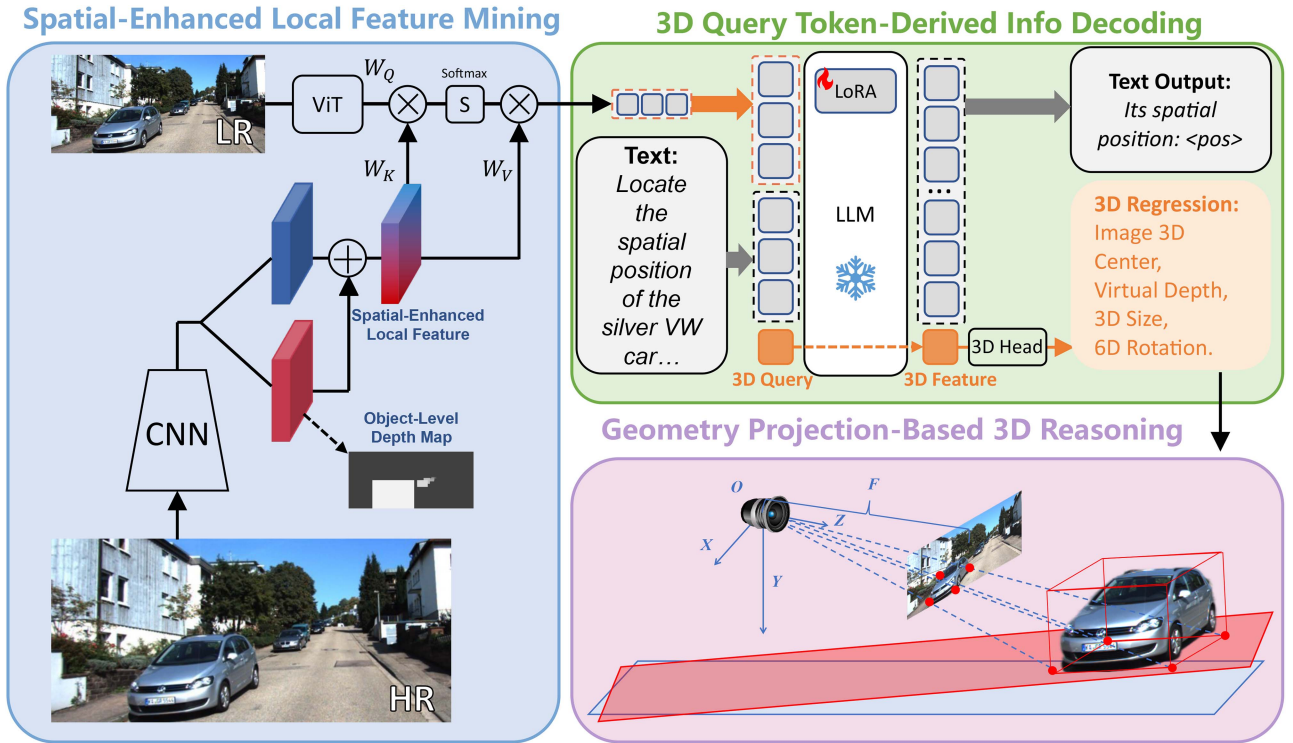 Spatial-Enhanced Local Feature Mining
LR
ViT
W_Q
Softmax
S
W_K
W_V
Spatial-Enhanced
Local Feature
CNN
Object-Level
Depth Map
HR
3D Query Token-Derived Info Decoding
Text:
Locate
the
spatial
position
of the
silver VW
car…
LoRA
LLM
3D Query
3D Feature
3D Head
Text Output:
Its spatial
position: <pos>
3D Regression:
Image 3D
Center,
Virtual Depth,
3D Size,
6D Rotation.
Geometry Projection-Based 3D Reasoning
O
F
Z
X
Y